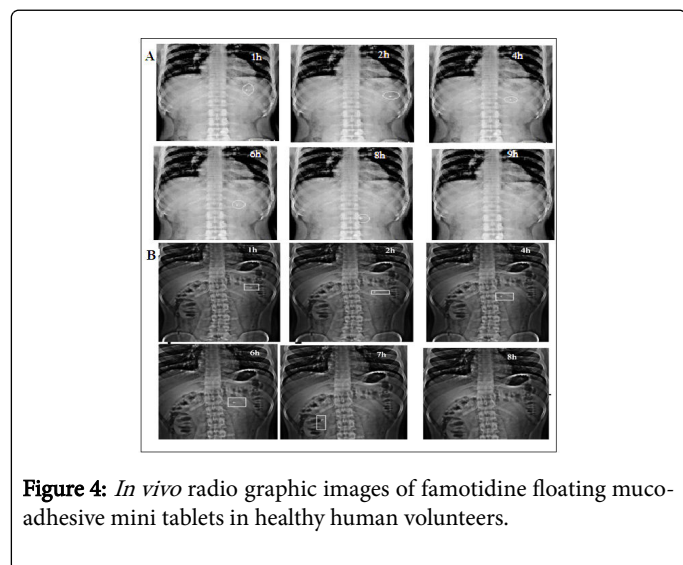 A 1h 2h 4h
6h 8h 9h
B 1h 2h 4h
6h 7h 8h
Figure 4: In vivo radio graphic images of famotidine floating muco-
adhesive mini tablets in healthy human volunteers.